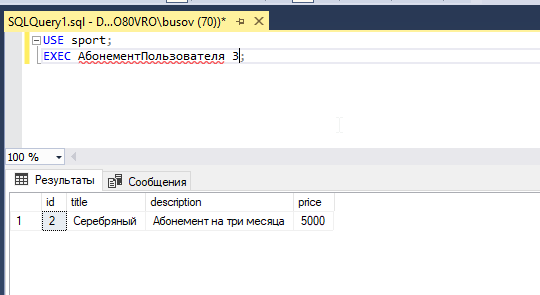 SQLQuery1.sql - D...O80VRO\busov (70))*
USE sport;
EXEC АбонементПользователя 3;
100 %
Результаты Сообщения
id title description price
1 2 Серебряный Абонемент на три месяца 5000